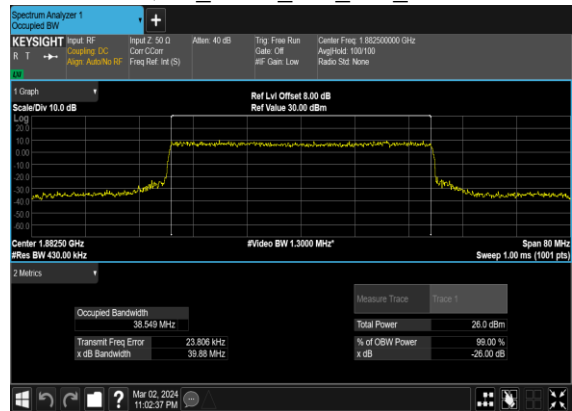 Spectrum Analyzer 1
Occupied BW
+
KEYSIGHT Input: RF Input Z: 50 Ω Atten: 40 dB Trig: Free Run Center Freq: 1.882500000 GHz
R T Coupling: DC Corr CCorr Gate: Off Avg|Hold: 100/100
Align: Auto/No RF Freq Ref: Int (S) #IF Gain: Low Radio Std: None
1 Graph Ref Lvl Offset 8.00 dB
Scale/Div 10.0 dB Ref Value 30.00 dBm
Log
20.0
10.0
0.00
-10.0
-20.0
-30.0
-40.0
-50.0
-60.0
Center 1.88250 GHz #Video BW 1.3000 MHz* Span 80 MHz
#Res BW 430.00 kHz Sweep 1.00 ms (1001 pts)
2 Metrics
Measure Trace Trace 1
Occupied Bandwidth
38.549 MHz Total Power 26.0 dBm
Transmit Freq Error 23.806 kHz % of OBW Power 99.00 %
x dB Bandwidth 39.88 MHz x dB -26.00 dB
? Mar 02, 2024
11:02:37 PM